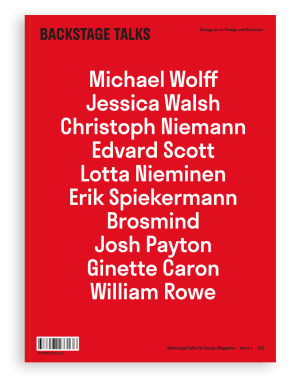 BACKSTAGE TALKS
Dialogues on Design and Business
Michael Wolff
Jessica Walsh
Christoph Niemann
Edvard Scott
Lotta Nieminen
Erik Spiekermann
Brosmind
Josh Payton
Ginette Caron
William Rowe
Backstage Talks By Design Magazine Issue 1